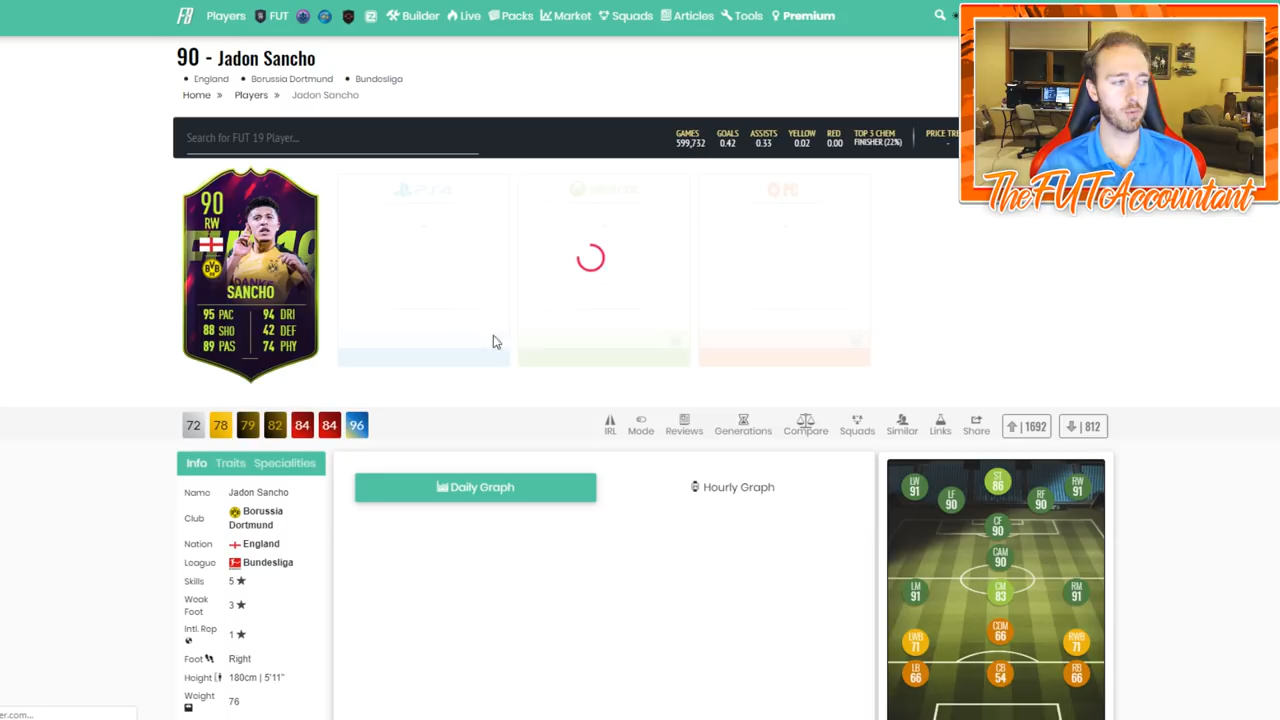 F8 Players FUT Builder Live Packs Market Squads Articles Tools Premium
90 - Jadon Sancho
England Borussia Dortmund Bundesliga
Home » Players » Jadon Sancho
Search for FUT 19 Player...
GAMES GOALS ASSISTS YELLOW RED TOP 3 CHEM PRICE
599,732 0.42 0.33 0.02 0.00 FINISHER (22%) -
TheFUTAccountant
90
RW
SANCHO
95 PAC 94 DRI
88 SHO 42 DEF
89 PAS 74 PHY
PS4
PC
72 78 79 82 84 84 96
IRL Mode Reviews Generations Compare Squads Similar Links Share 1692 812
Info Traits Specialities
Name Jadon Sancho
Club Borussia Dortmund
Nation England
League Bundesliga
Skills 5 ★
Weak Foot 3 ★
Intl. Rep 1 ★
Foot Right
Height 180cm | 5'11"
Weight 76
Daily Graph Hourly Graph
LW 91
LF 90
ST 86
RF 90
RW 91
CF 90
CAM 90
LM 91
CM 83
RM 91
LWB 71
CDM 66
RWB 71
LB 66
CB 54
RB 66
er.com...